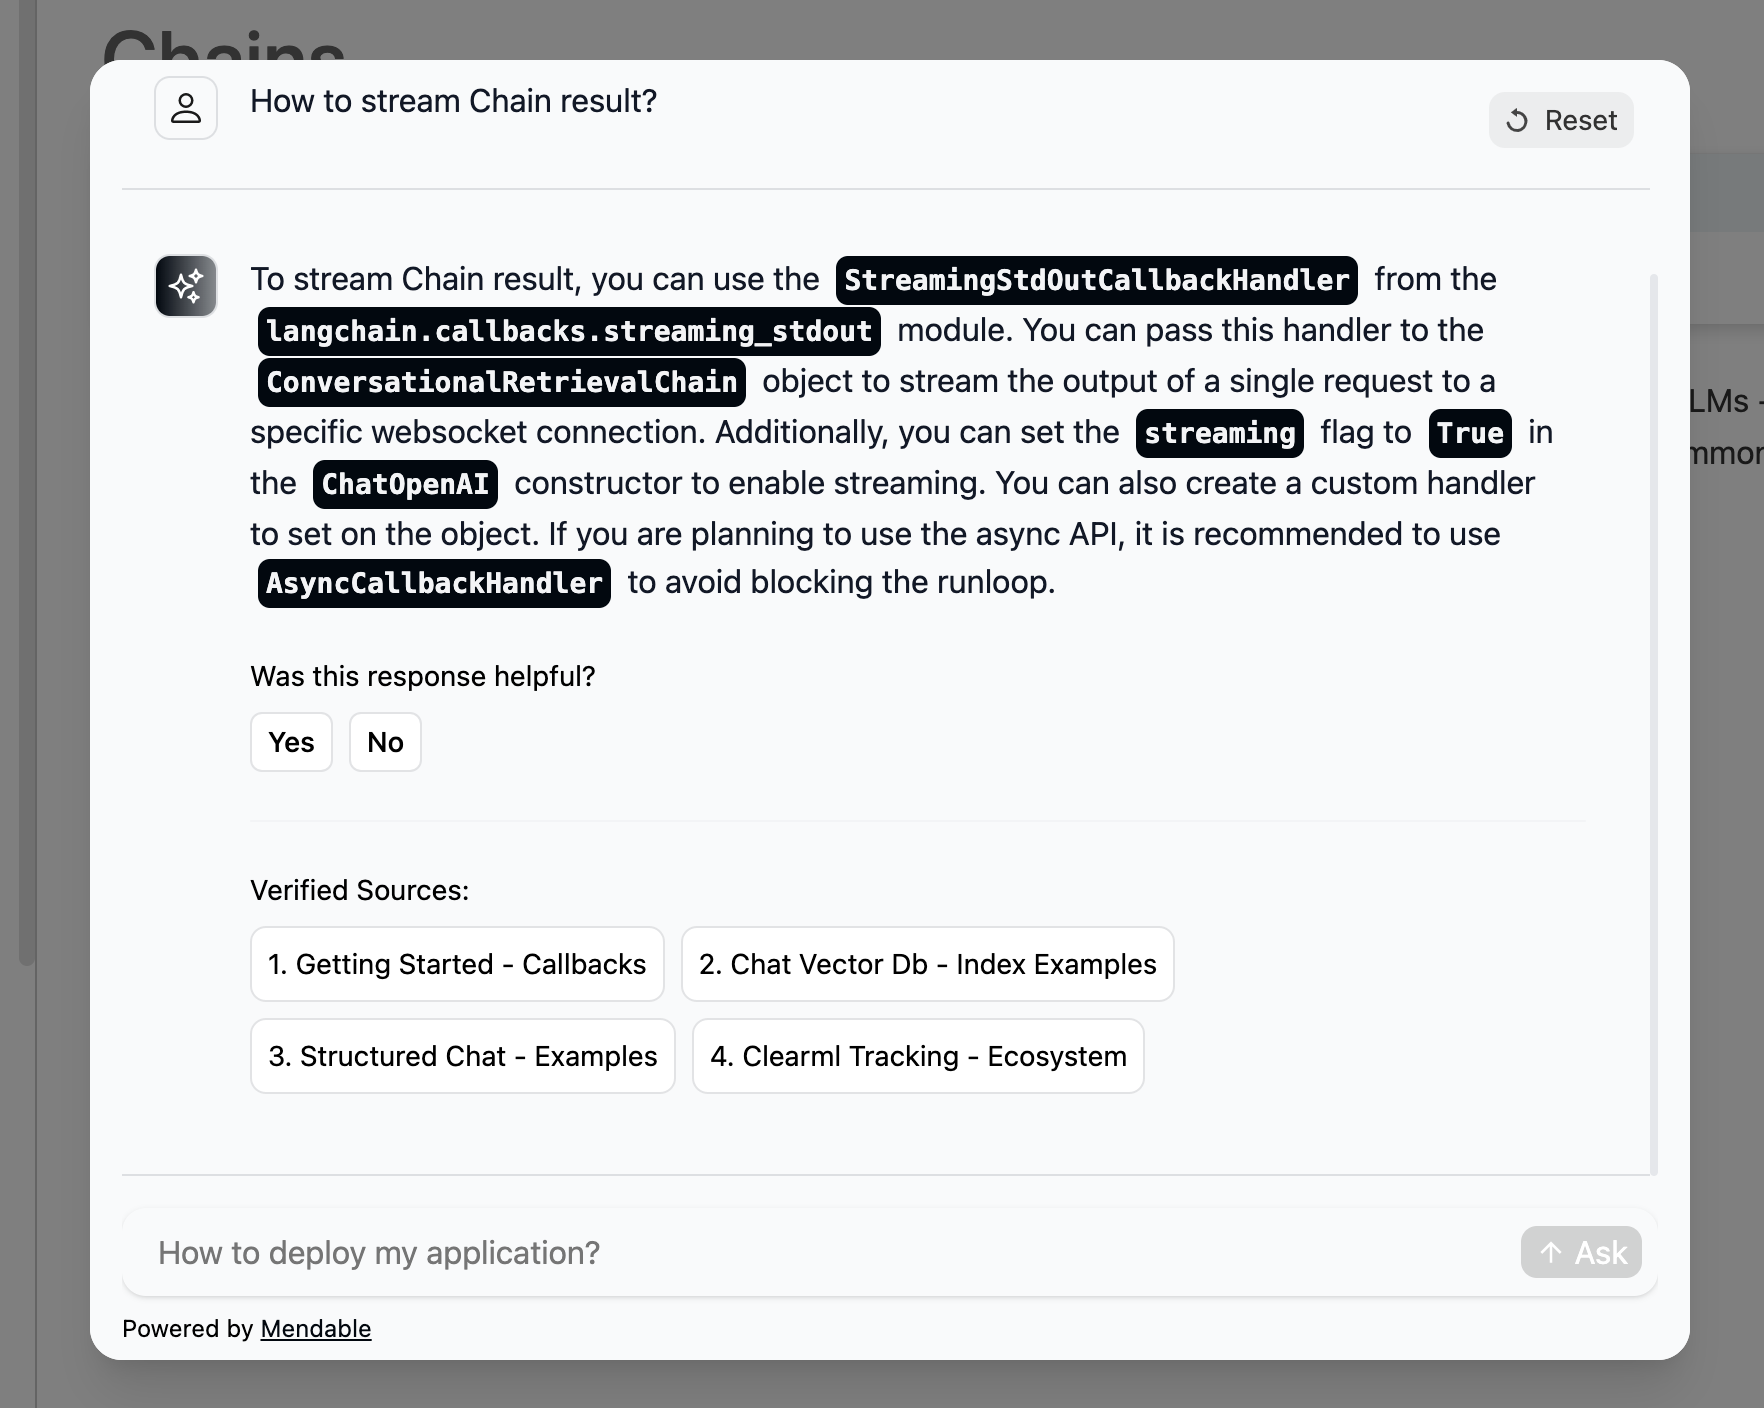 Chains
How to stream Chain result?
Reset
To stream Chain result, you can use the StreamingStdOutCallbackHandler from the
langchain.callbacks.streaming_stdout module. You can pass this handler to the
ConversationalRetrievalChain object to stream the output of a single request to a
specific websocket connection. Additionally, you can set the streaming flag to True in
the ChatOpenAI constructor to enable streaming. You can also create a custom handler
to set on the object. If you are planning to use the async API, it is recommended to use
AsyncCallbackHandler to avoid blocking the runloop.
Was this response helpful?
Yes No
Verified Sources:
1. Getting Started - Callbacks 2. Chat Vector Db - Index Examples
3. Structured Chat - Examples 4. Clearml Tracking - Ecosystem
How to deploy my application?
Ask
Powered by Mendable